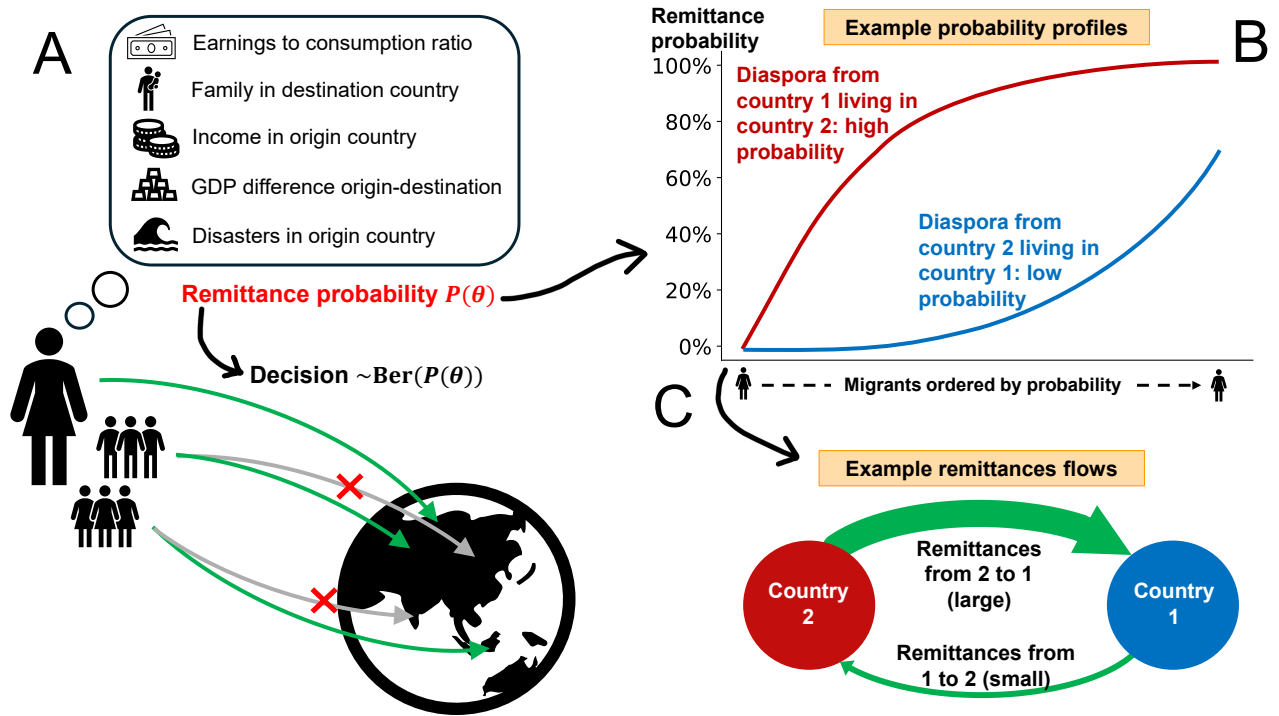 A
Earnings to consumption ratio
Family in destination country
Income in origin country
GDP difference origin-destination
Disasters in origin country
Remittance probability P(θ)
Decision ~Ber(P(θ))
B
Remittance
probability
Example probability profiles
100%
80%
60%
40%
20%
0%
Diaspora from
country 1 living in
country 2: high
probability
Diaspora from
country 2 living in
country 1: low
probability
Migrants ordered by probability
C
Example remittances flows
Country
2
Remittances
from 2 to 1
(large)
Country
1
Remittances from
1 to 2 (small)